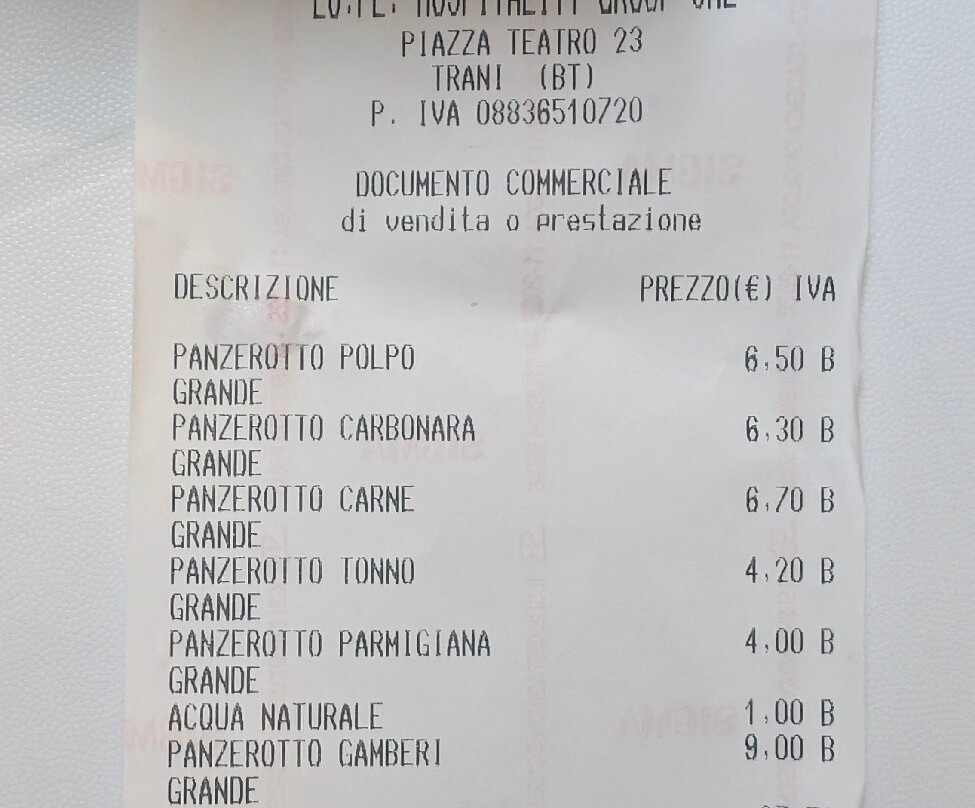 HOSPITALITY GROUP
PIAZZA TEATRO 23
TRANI (BT)
P. IVA 08836510720
DOCUMENTO COMMERCIALE
di vendita o prestazione
DESCRIZIONE PREZZO(€) IVA
PANZEROTTO POLPO 6,50 B
GRANDE
PANZEROTTO CARBONARA 6,30 B
GRANDE
PANZEROTTO CARNE 6,70 B
GRANDE
PANZEROTTO TONNO 4,20 B
GRANDE
PANZEROTTO PARMIGIANA 4,00 B
GRANDE
ACQUA NATURALE 1,00 B
PANZEROTTO GAMBERI 9,00 B
GRANDE